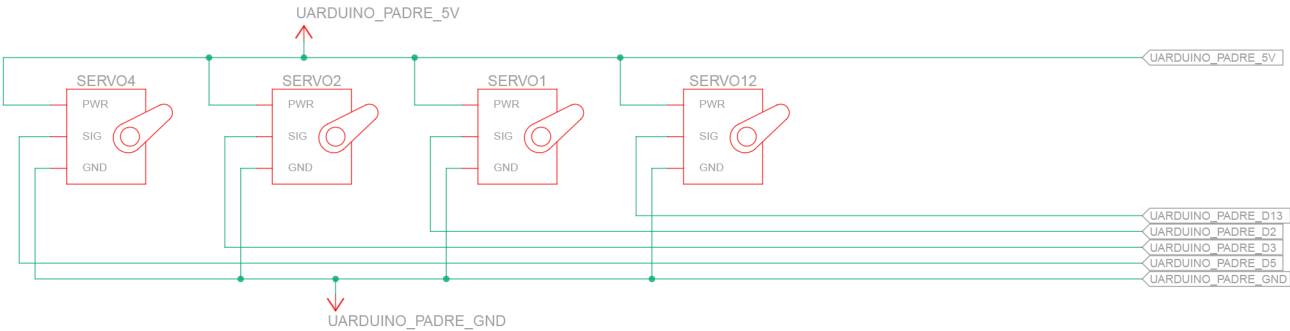 UARDUINO_PADRE_5V
UARDUINO_PADRE_5V
SERVO4 SERVO2 SERVO1 SERVO12
PWR PWR PWR PWR
SIG SIG SIG SIG
GND GND GND GND
UARDUINO_PADRE_D13
UARDUINO_PADRE_D2
UARDUINO_PADRE_D3
UARDUINO_PADRE_D5
UARDUINO_PADRE_GND
UARDUINO_PADRE_GND